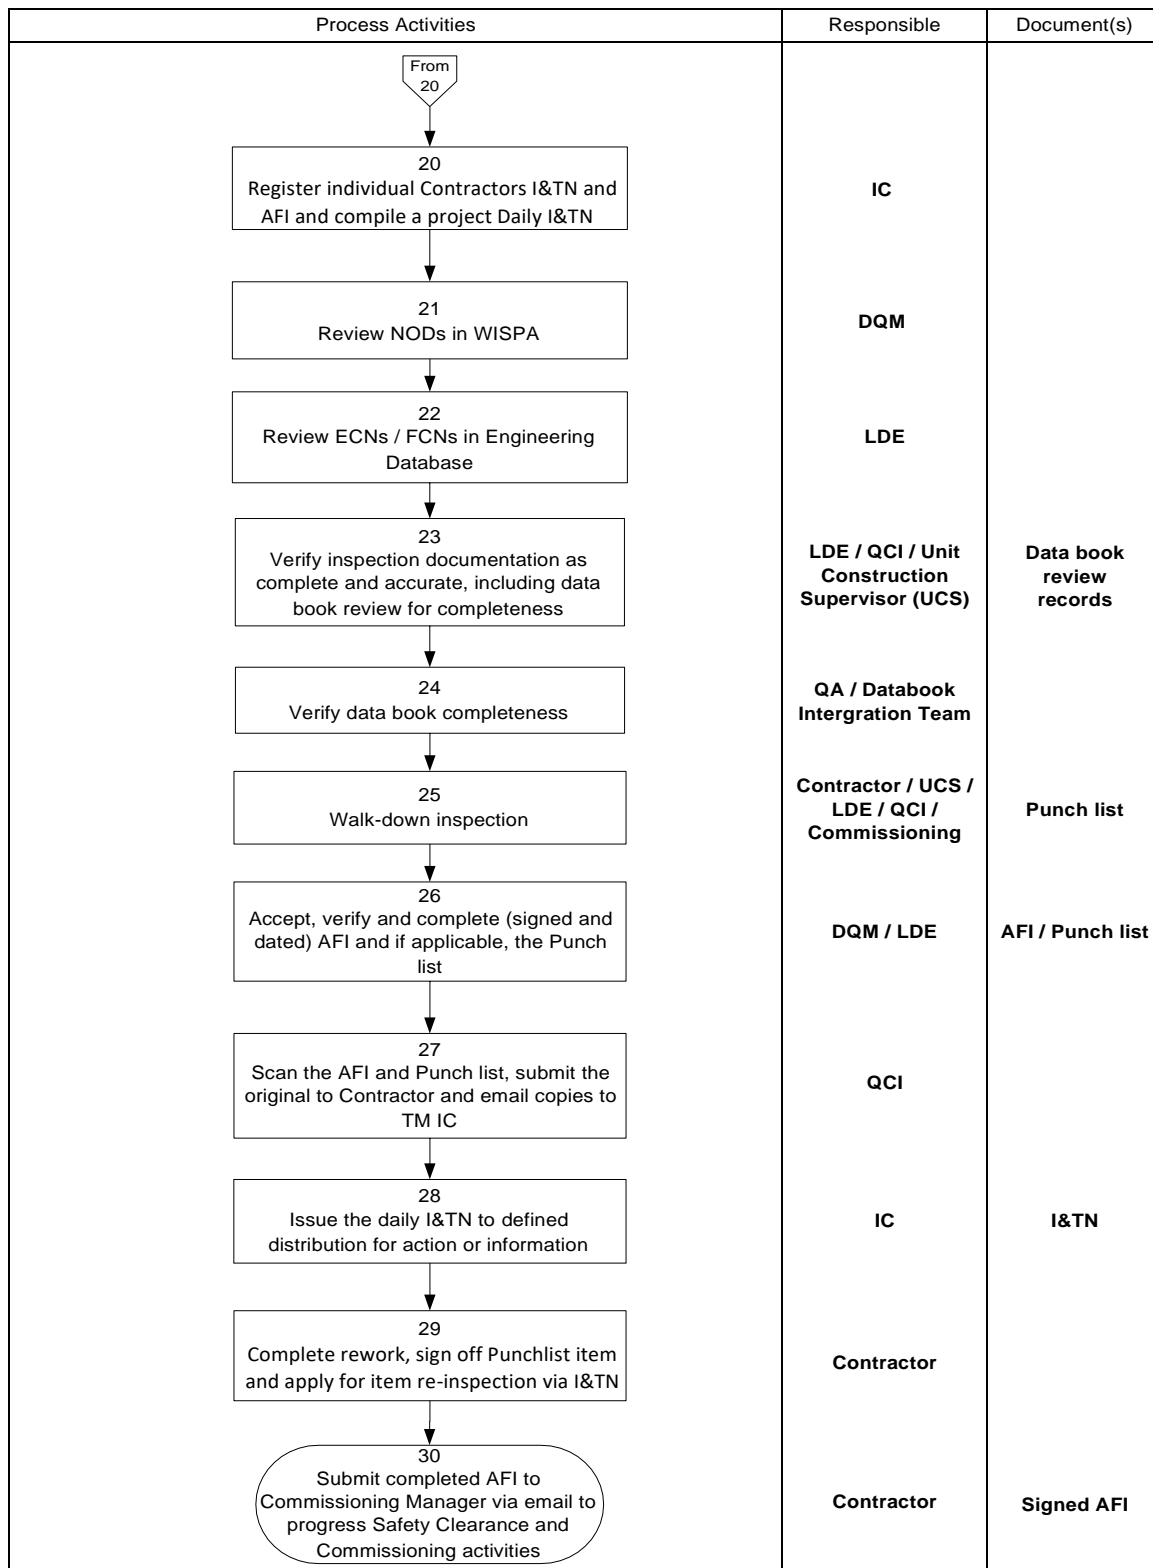 Process Activities
Responsible
Document(s)
From
20
20
Register individual Contractors I&TN and
AFI and compile a project Daily I&TN
IC
21
Review NODs in WISPA
DQM
22
Review ECNs / FCNs in Engineering
Database
LDE
23
Verify inspection documentation as
complete and accurate, including data
book review for completeness
LDE / QCI / Unit
Construction
Supervisor (UCS)
Data book
review
records
24
Verify data book completeness
QA / Databook
Intergration Team
25
Walk-down inspection
Contractor / UCS /
LDE / QCI /
Commissioning
Punch list
26
Accept, verify and complete (signed and
dated) AFI and if applicable, the Punch
list
DQM / LDE
AFI / Punch list
27
Scan the AFI and Punch list, submit the
original to Contractor and email copies to
TM IC
QCI
28
Issue the daily I&TN to defined
distribution for action or information
IC
I&TN
29
Complete rework, sign off Punchlist item
and apply for item re-inspection via I&TN
Contractor
30
Submit completed AFI to
Commissioning Manager via email to
progress Safety Clearance and
Commissioning activities
Contractor
Signed AFI